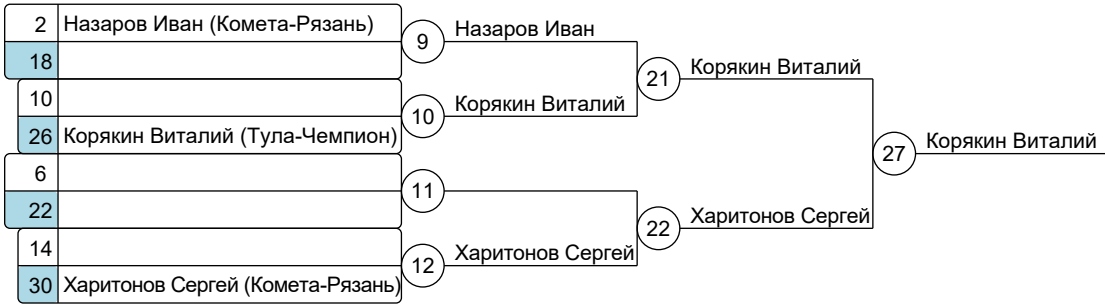 2 Назаров Иван (Комета-Рязань)
9 Назаров Иван
18
21 Корякин Виталий
10
10 Корякин Виталий
26 Корякин Виталий (Тула-Чемпион)
27 Корякин Виталий
6
11
22
22 Харитонов Сергей
14
12 Харитонов Сергей
30 Харитонов Сергей (Комета-Рязань)